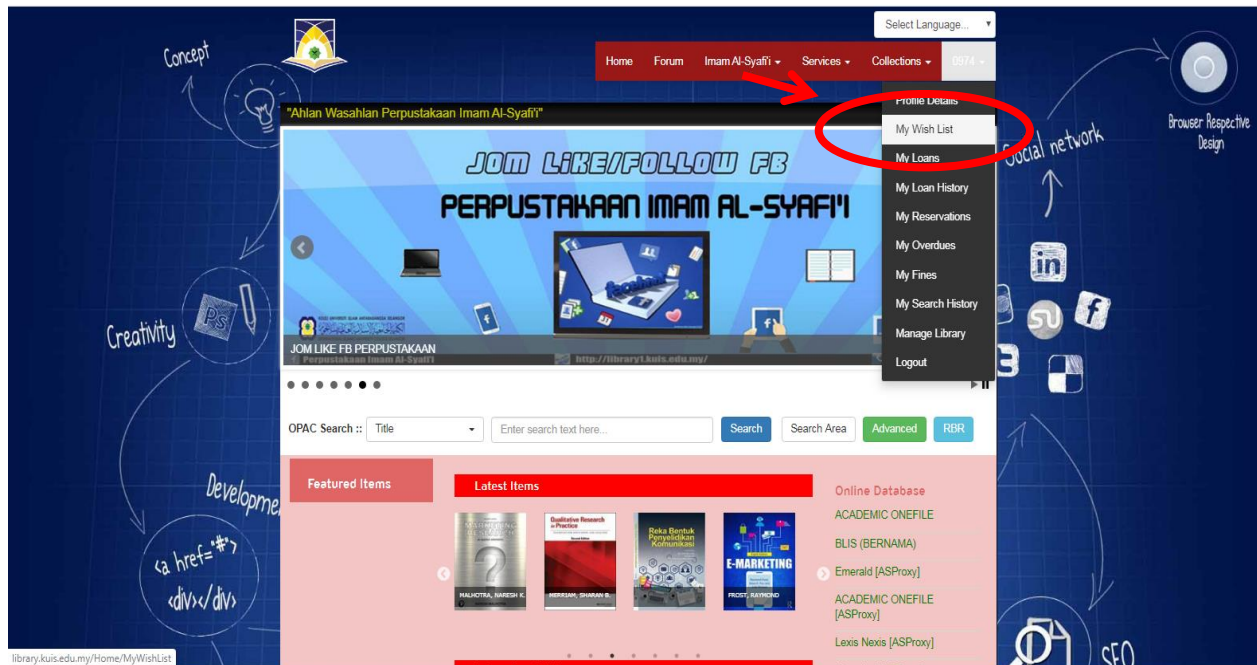 Select Language...
Concept
Home Forum Imam Al-Syafi'i Services Collections 0974
Profile Details
"Ahlan Wasahlan Perpustakaan Imam Al-Syafi'i"
My Wish List
Browser Respective
Design
Social network
JOM LIKE/FOLLOW FB
My Loans
PERPUSTAKAAN IMAM AL-SYAFI'I
My Loan History
My Reservations
My Overdues
facebook
My Fines
in
My Search History
Ps
Creativity
Manage Library
JOM LIKE FB PERPUSTAKAAN
Perpustakaan Imam Al-Syafi'i http://library1.kuis.edu.my/
Logout
OPAC Search :: Title Enter search text here... Search Search Area Advanced RBR
Featured Items
Latest Items
Online Database
Developme
ACADEMIC ONEFILE
BLIS (BERNAMA)
Emerald [ASProxy]
ACADEMIC ONEFILE
[ASProxy]
Lexis Nexis [ASProxy]
Qualitative Research
in Practice
Reka Bentuk
Penyelidikan
Komunikasi
E-MARKETING
MALHOTRA, NARESH K.
MERRIAM, SHARAN B.
FROST, RAYMOND
<a href="#">
<div></div>
SEO
library.kuis.edu.my/Home/MyWishList